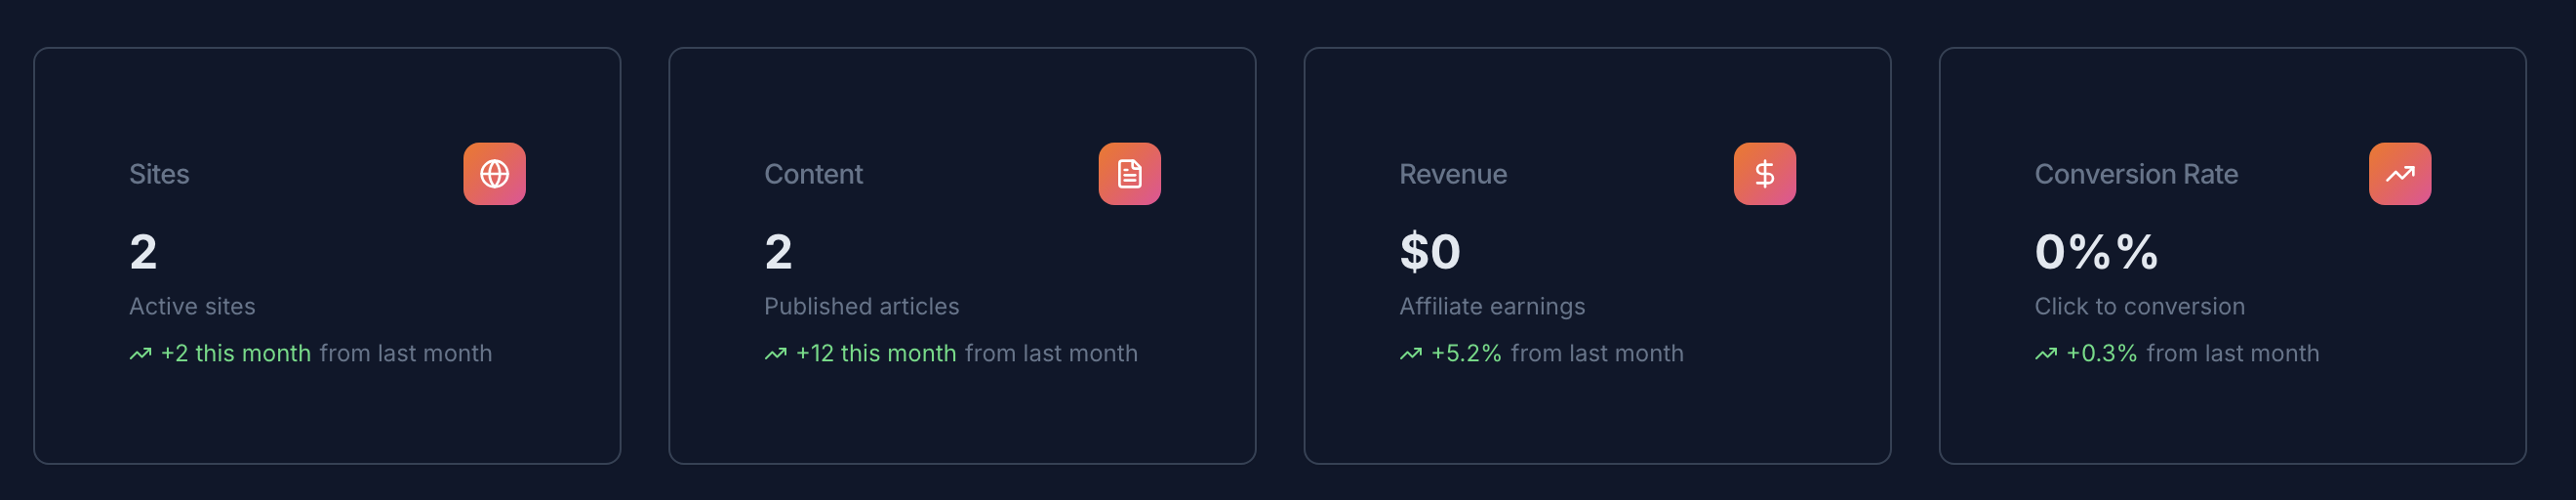 Sites
2
Active sites
+2 this month from last month
Content
2
Published articles
+12 this month from last month
Revenue
$0
Affiliate earnings
+5.2% from last month
Conversion Rate
0%%
Click to conversion
+0.3% from last month